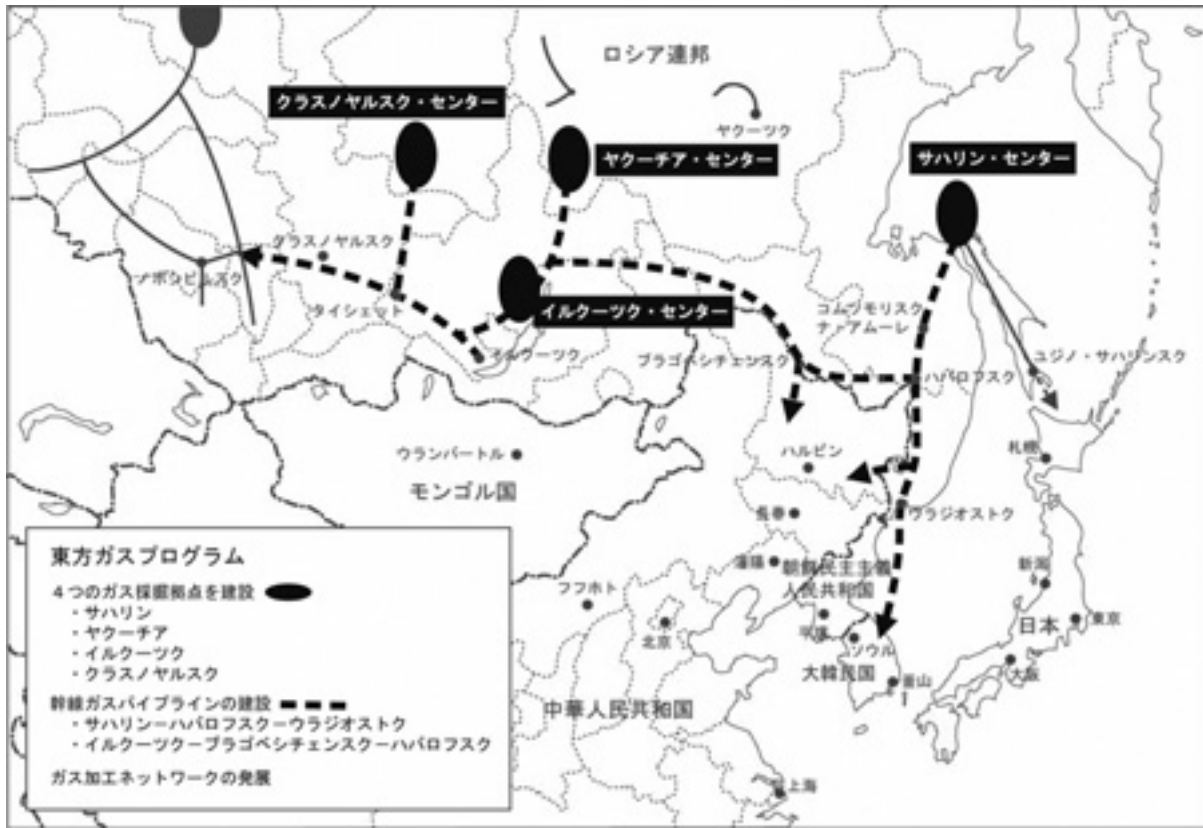 ロシア連邦
クラスノヤルスク・センター
ヤクーツク
ヤクーチア・センター
サハリン・センター
クラスノヤルスク
ノボシビルスク
タイシェット
イルクーツク・センター
コムソモリスク
ナ・アムーレ
イルクーツク
ブラゴベシチェンスク
ユジノ・サハリンスク
ハバロフスク
ウランバートル
ハルビン
札幌
モンゴル国
長春
ウラジオストク
東方ガスプログラム
瀋陽
朝鮮民主主義
人民共和国
新潟
4つのガス採掘拠点を建設
フフホト
・サハリン
平壌
日本
東京
・ヤクーチア
北京
ソウル
・イルクーツク
大韓民国
大阪
・クラスノヤルスク
釜山
幹線ガスパイプラインの建設
中華人民共和国
・サハリンーハバロフスクーウラジオストク
・イルクーツクーブラゴベシチェンスクーハバロフスク
ガス加工ネットワークの発展
上海